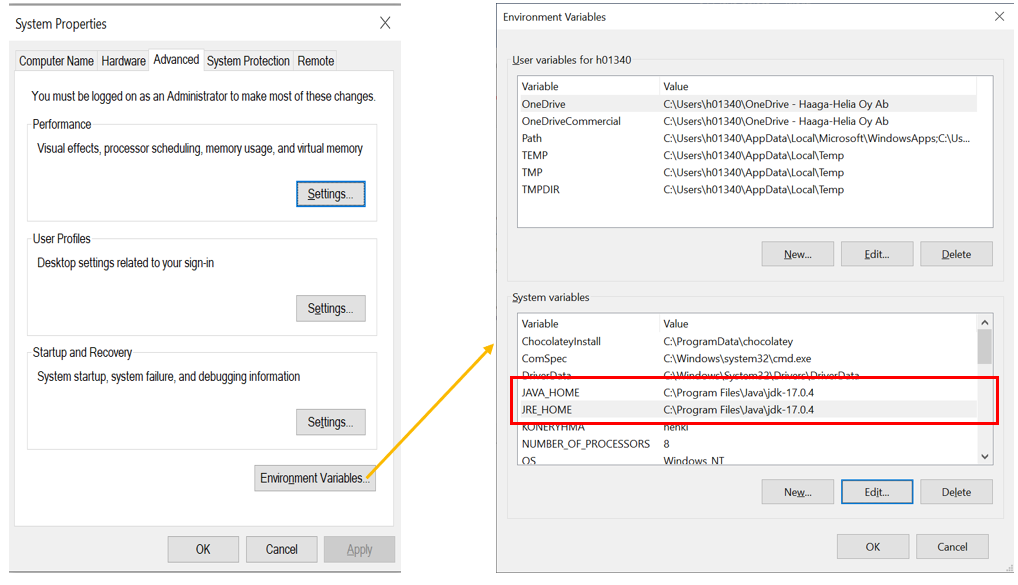 System Properties
Computer Name Hardware Advanced System Protection Remote
You must be logged on as an Administrator to make most of these changes.
Performance
Visual effects, processor scheduling, memory usage, and virtual memory
Settings...
User Profiles
Desktop settings related to your sign-in
Settings...
Startup and Recovery
System startup, system failure, and debugging information
Settings...
Environment Variables...
OK Cancel Apply
Environment Variables
User variables for h01340
Variable Value
OneDrive C:\Users\h01340\OneDrive - Haaga-Helia Oy Ab
OneDriveCommercial C:\Users\h01340\OneDrive - Haaga-Helia Oy Ab
Path C:\Users\h01340\AppData\Local\Microsoft\WindowsApps;C:\Us...
TEMP C:\Users\h01340\AppData\Local\Temp
TMP C:\Users\h01340\AppData\Local\Temp
TMPDIR C:\Users\h01340\AppData\Local\Temp
New... Edit... Delete
System variables
Variable Value
ChocolateyInstall C:\ProgramData\chocolatey
ComSpec C:\Windows\system32\cmd.exe
DriverData C:\Windows\System32\Drivers\DriverData
JAVA_HOME C:\Program Files\Java\jdk-17.0.4
JRE_HOME C:\Program Files\Java\jdk-17.0.4
KONERYHMA henki
NUMBER_OF_PROCESSORS 8
OS Windows_NT
New... Edit... Delete
OK Cancel